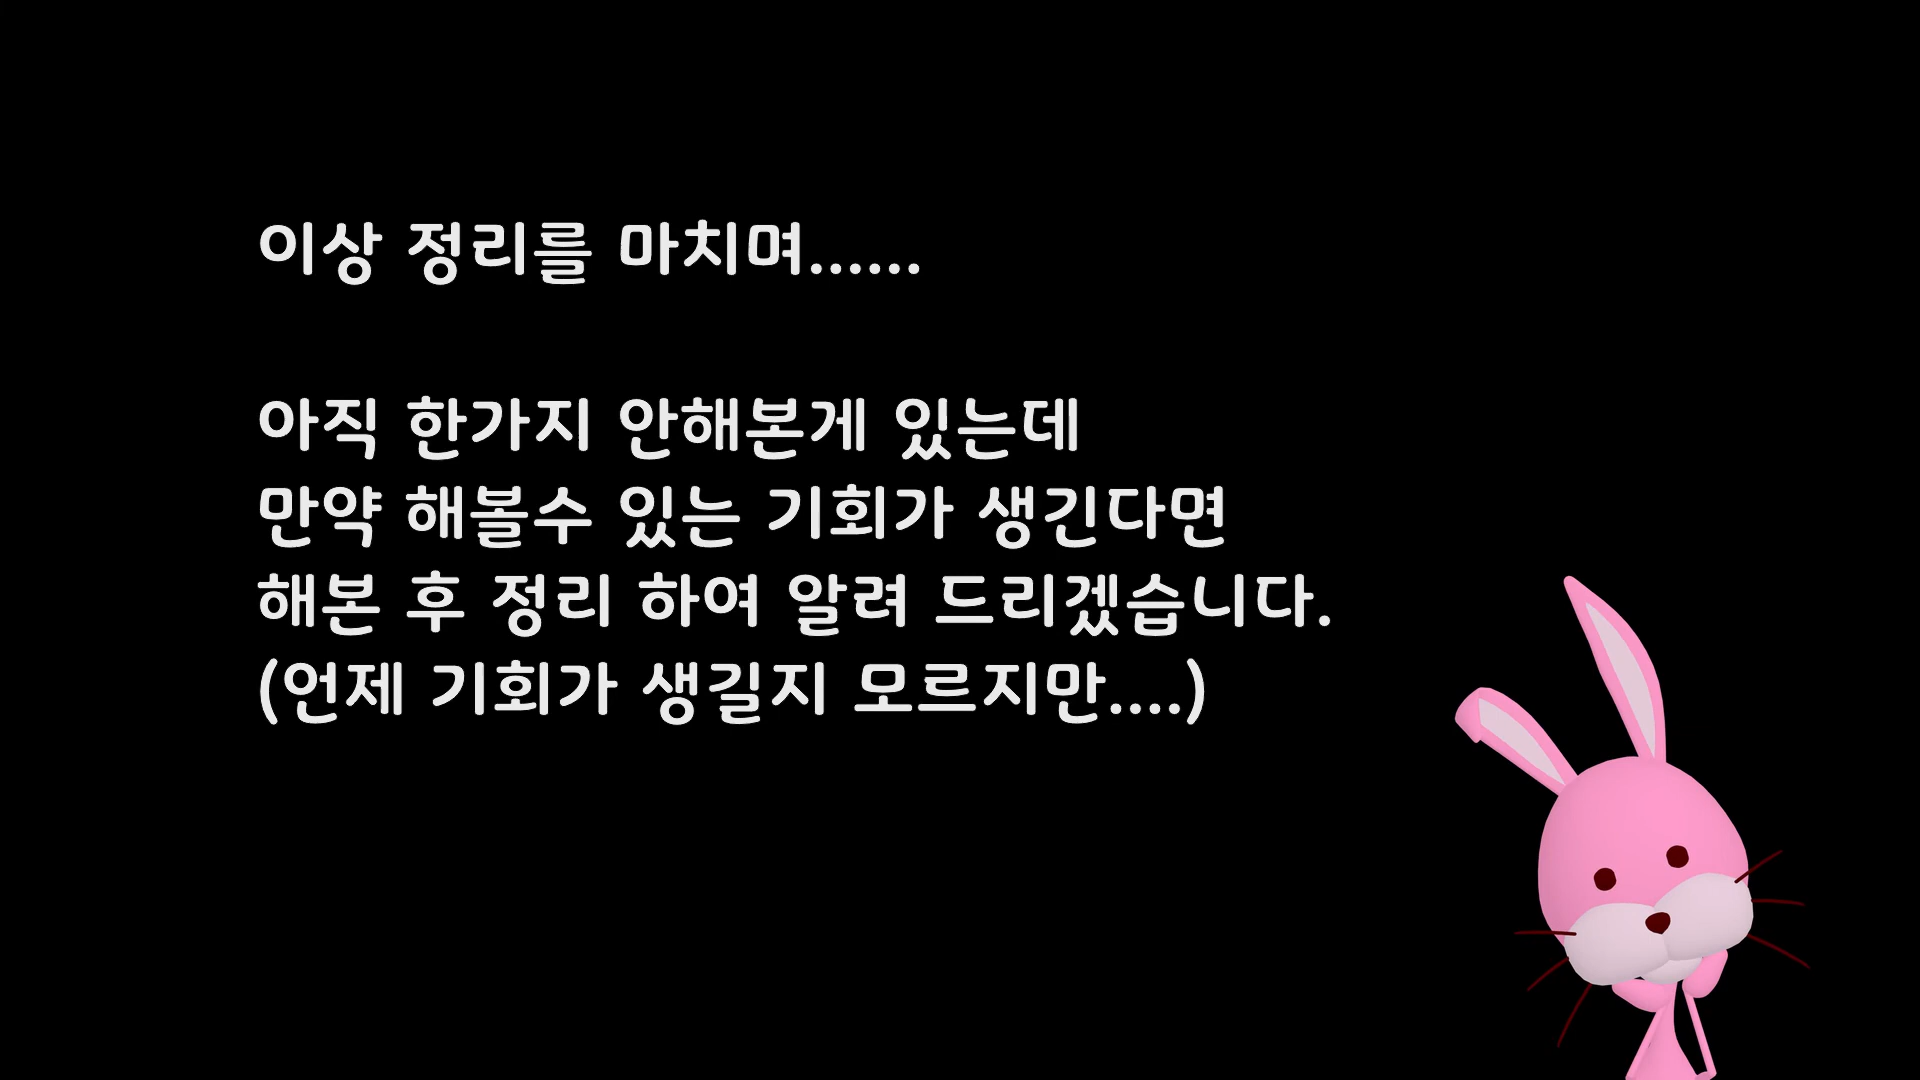 이상 정리를 마치며......
아직 한가지 안해본게 있는데
만약 해볼수 있는 기회가 생긴다면
해본 후 정리 하여 알려 드리겠습니다.
(언제 기회가 생길지 모르지만....)